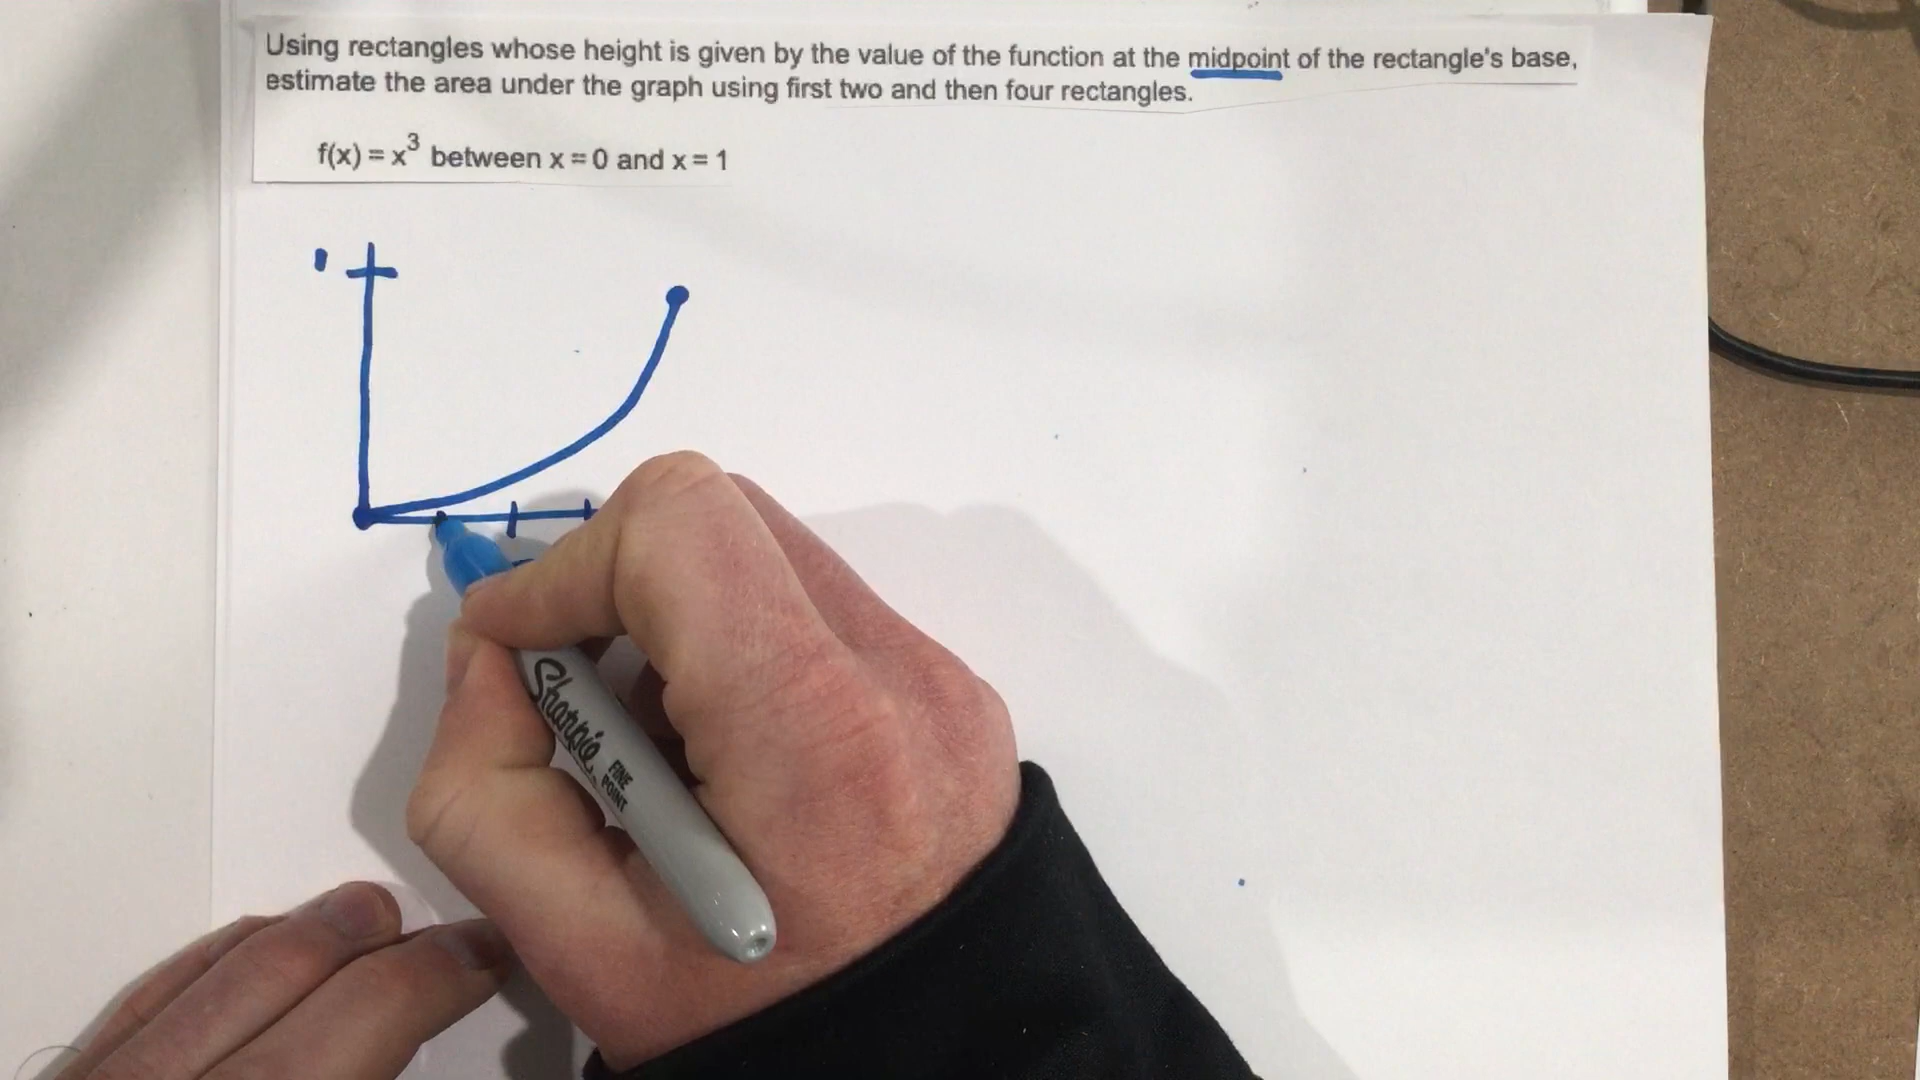 Using rectangles whose height is given by the value of the function at the midpoint of the rectangle's base,
estimate the area under the graph using first two and then four rectangles.
f(x) = x³ between x = 0 and x = 1
Sharpie
FINE
POINT